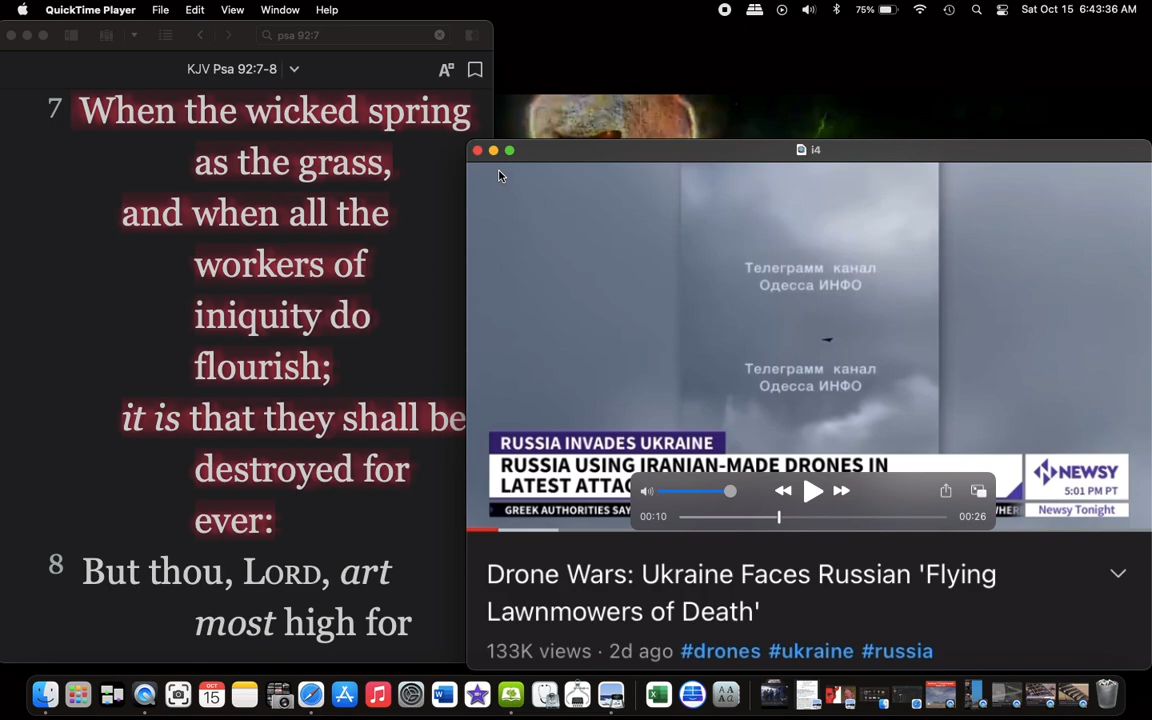 QuickTime Player File Edit View Window Help
75% Sat Oct 15 6:43:36 AM
psa 92:7
KJV Psa 92:7-8
7 When the wicked spring
as the grass,
and when all the
workers of
iniquity do
flourish;
it is that they shall be
destroyed for
ever:
8 But thou, LORD, art
most high for
i4
Телеграмм канал
Одесса ИНФО
Телеграмм канал
Одесса ИНФО
RUSSIA INVADES UKRAINE
RUSSIA USING IRANIAN-MADE DRONES IN
LATEST
NEWSY
5:01 PM PT
GREEK AUTHORITIES SAY
Newsy Tonight
00:10
00:26
Drone Wars: Ukraine Faces Russian 'Flying
Lawnmowers of Death'
133K views · 2d ago #drones #ukraine #russia
OCT
15